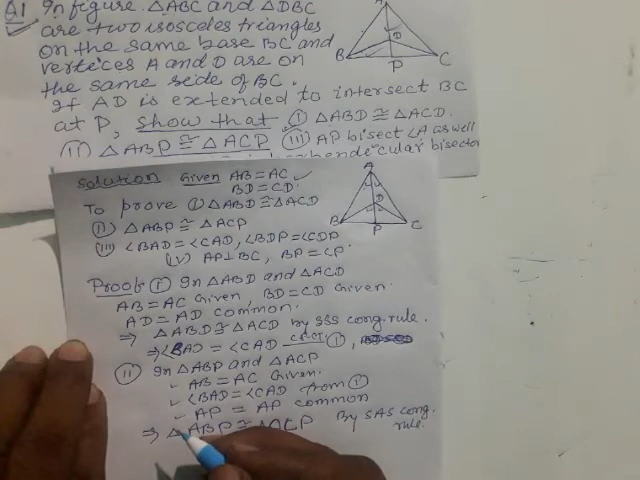 Q1 In figure △ABC and △DBC
are two isosceles triangles
on the same base BC and
vertices A and D are on
the same side of BC.
If AD is extended to intersect BC
at P, show that (I) △ABD ≅ △ACD.
(II) △ABP ≅ △ACP (III) AP bisect ∠A as well
perpendicular bisector
A
D
B
P
C
Solution Given AB=AC ✓
BD=CD.
To prove (I) △ABD≅△ACD
(II) △ABP ≅ △ACP
(III) ∠BAD=∠CAD, ∠BDP=∠CDP
(IV) AP⊥BC, BP=CP.
A
D
B
P
C
Proof (I) In △ABD and △ACD
AB=AC Given, BD=CD Given.
AD=AD common.
⇒ △ABD≅△ACD by SSS cong. rule.
⇒ ∠BAD = ∠CAD CPCT (I),
(II) In △ABP and △ACP
✓ AB=AC Given.
✓ ∠BAD=∠CAD from (I)
✓ AP = AP common
⇒ △ABP ≅ △ACP By SAS cong.
rule.